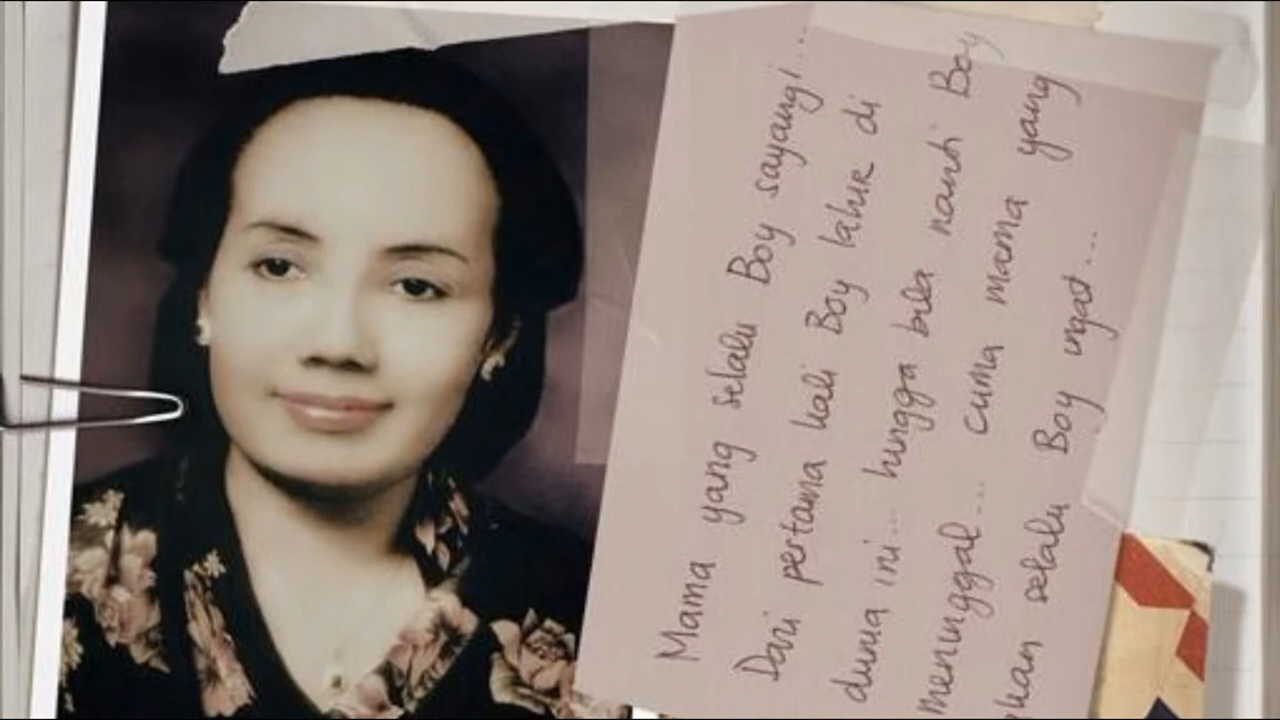 Mama yang selalu Boy sayangi...
Dari pertama kali Boy lahir di
dunia ini... hingga bila nanti Boy
meninggal... cuma mama yang
akan selalu Boy ingat...